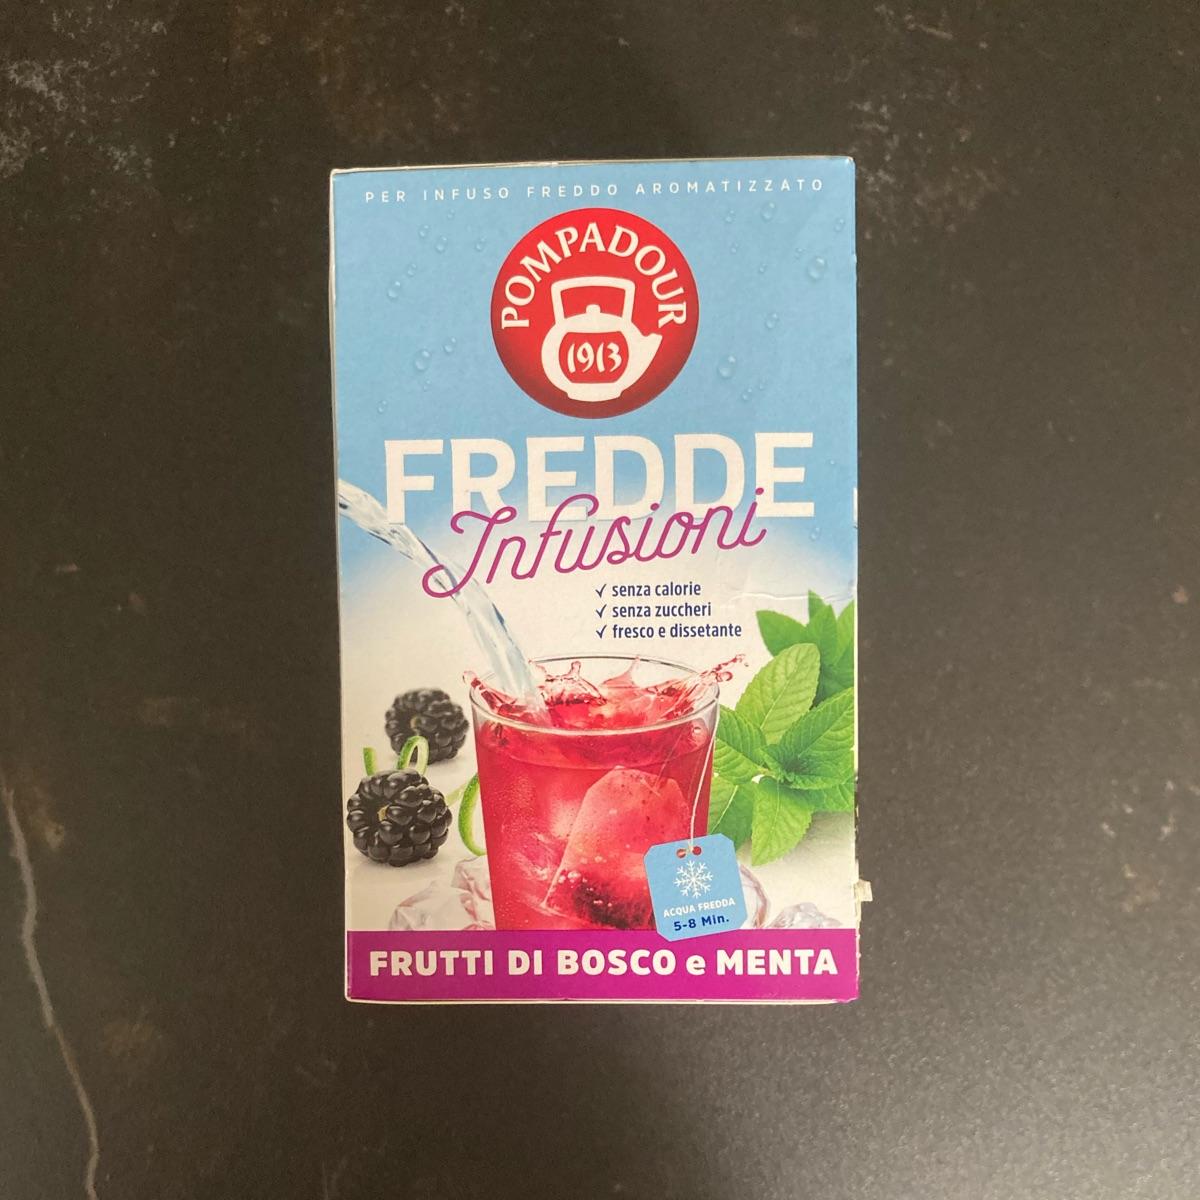 PER INFUSO FREDDO AROMATIZZATO
POMPADOUR
1913
FREDDE
Infusioni
✓ senza calorie
✓ senza zuccheri
✓ fresco e dissetante
ACQUA FREDDA
5-8 Min.
FRUTTI DI BOSCO e MENTA